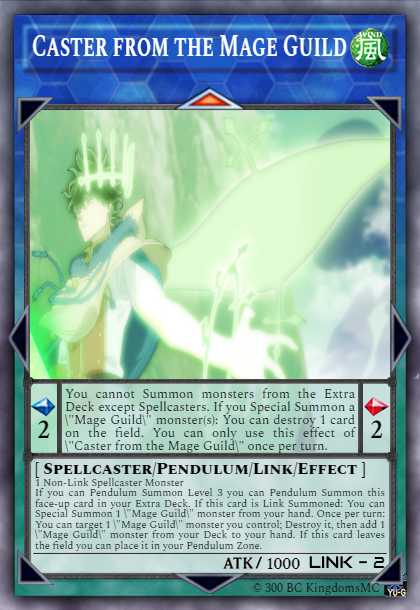 CASTER FROM THE MAGE GUILD
WIND
風
You cannot Summon monsters from the Extra
Deck except Spellcasters. If you Special Summon a
\"Mage Guild\" monster(s): You can destroy 1 card
on the field. You can only use this effect of
\"Caster from the Mage Guild\" once per turn.
2
2
[ SPELLCASTER/PENDULUM/LINK/EFFECT ]
1 Non-Link Spellcaster Monster
If you can Pendulum Summon Level 3 you can Pendulum Summon this
face-up card in your Extra Deck. If this card is Link Summoned: You can
Special Summon 1 \"Mage Guild\" monster from your hand. Once per turn:
You can target 1 \"Mage Guild\" monster you control; Destroy it, then add 1
\"Mage Guild\" monster from your Deck to your hand. If this card leaves
the field you can place it in your Pendulum Zone.
ATK/ 1000 LINK - 2
© 300 BC KingdomsMC
YU-G